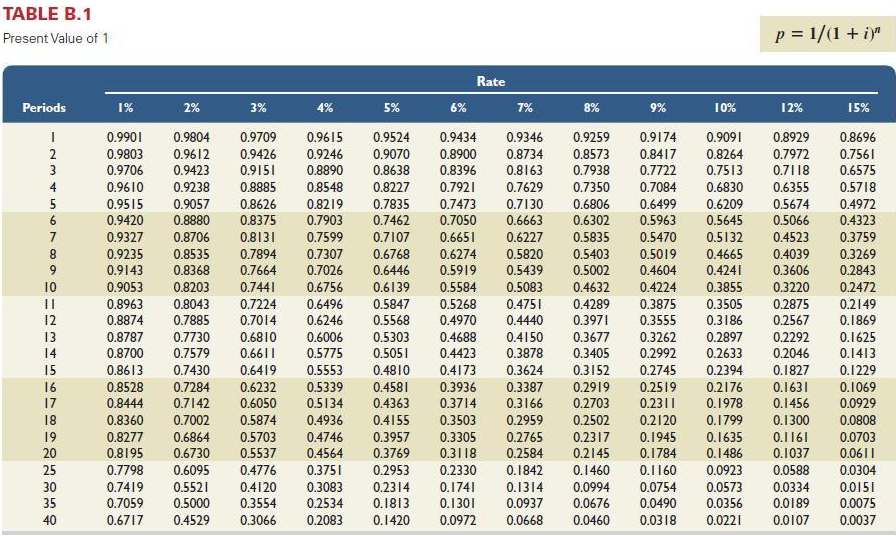 TABLE B.1
Present Value of 1
p = 1/(1 + i)ⁿ
Rate
Periods 1% 2% 3% 4% 5% 6% 7% 8% 9% 10% 12% 15%
1 0.9901 0.9804 0.9709 0.9615 0.9524 0.9434 0.9346 0.9259 0.9174 0.9091 0.8929 0.8696
2 0.9803 0.9612 0.9426 0.9246 0.9070 0.8900 0.8734 0.8573 0.8417 0.8264 0.7972 0.7561
3 0.9706 0.9423 0.9151 0.8890 0.8638 0.8396 0.8163 0.7938 0.7722 0.7513 0.7118 0.6575
4 0.9610 0.9238 0.8885 0.8548 0.8227 0.7921 0.7629 0.7350 0.7084 0.6830 0.6355 0.5718
5 0.9515 0.9057 0.8626 0.8219 0.7835 0.7473 0.7130 0.6806 0.6499 0.6209 0.5674 0.4972
6 0.9420 0.8880 0.8375 0.7903 0.7462 0.7050 0.6663 0.6302 0.5963 0.5645 0.5066 0.4323
7 0.9327 0.8706 0.8131 0.7599 0.7107 0.6651 0.6227 0.5835 0.5470 0.5132 0.4523 0.3759
8 0.9235 0.8535 0.7894 0.7307 0.6768 0.6274 0.5820 0.5403 0.5019 0.4665 0.4039 0.3269
9 0.9143 0.8368 0.7664 0.7026 0.6446 0.5919 0.5439 0.5002 0.4604 0.4241 0.3606 0.2843
10 0.9053 0.8203 0.7441 0.6756 0.6139 0.5584 0.5083 0.4632 0.4224 0.3855 0.3220 0.2472
11 0.8963 0.8043 0.7224 0.6496 0.5847 0.5268 0.4751 0.4289 0.3875 0.3505 0.2875 0.2149
12 0.8874 0.7885 0.7014 0.6246 0.5568 0.4970 0.4440 0.3971 0.3555 0.3186 0.2567 0.1869
13 0.8787 0.7730 0.6810 0.6006 0.5303 0.4688 0.4150 0.3677 0.3262 0.2897 0.2292 0.1625
14 0.8700 0.7579 0.6611 0.5775 0.5051 0.4423 0.3878 0.3405 0.2992 0.2633 0.2046 0.1413
15 0.8613 0.7430 0.6419 0.5553 0.4810 0.4173 0.3624 0.3152 0.2745 0.2394 0.1827 0.1229
16 0.8528 0.7284 0.6232 0.5339 0.4581 0.3936 0.3387 0.2919 0.2519 0.2176 0.1631 0.1069
17 0.8444 0.7142 0.6050 0.5134 0.4363 0.3714 0.3166 0.2703 0.2311 0.1978 0.1456 0.0929
18 0.8360 0.7002 0.5874 0.4936 0.4155 0.3503 0.2959 0.2502 0.2120 0.1799 0.1300 0.0808
19 0.8277 0.6864 0.5703 0.4746 0.3957 0.3305 0.2765 0.2317 0.1945 0.1635 0.1161 0.0703
20 0.8195 0.6730 0.5537 0.4564 0.3769 0.3118 0.2584 0.2145 0.1784 0.1486 0.1037 0.0611
25 0.7798 0.6095 0.4776 0.3751 0.2953 0.2330 0.1842 0.1460 0.1160 0.0923 0.0588 0.0304
30 0.7419 0.5521 0.4120 0.3083 0.2314 0.1741 0.1314 0.0994 0.0754 0.0573 0.0334 0.0151
35 0.7059 0.5000 0.3554 0.2534 0.1813 0.1301 0.0937 0.0676 0.0490 0.0356 0.0189 0.0075
40 0.6717 0.4529 0.3066 0.2083 0.1420 0.0972 0.0668 0.0460 0.0318 0.0221 0.0107 0.0037